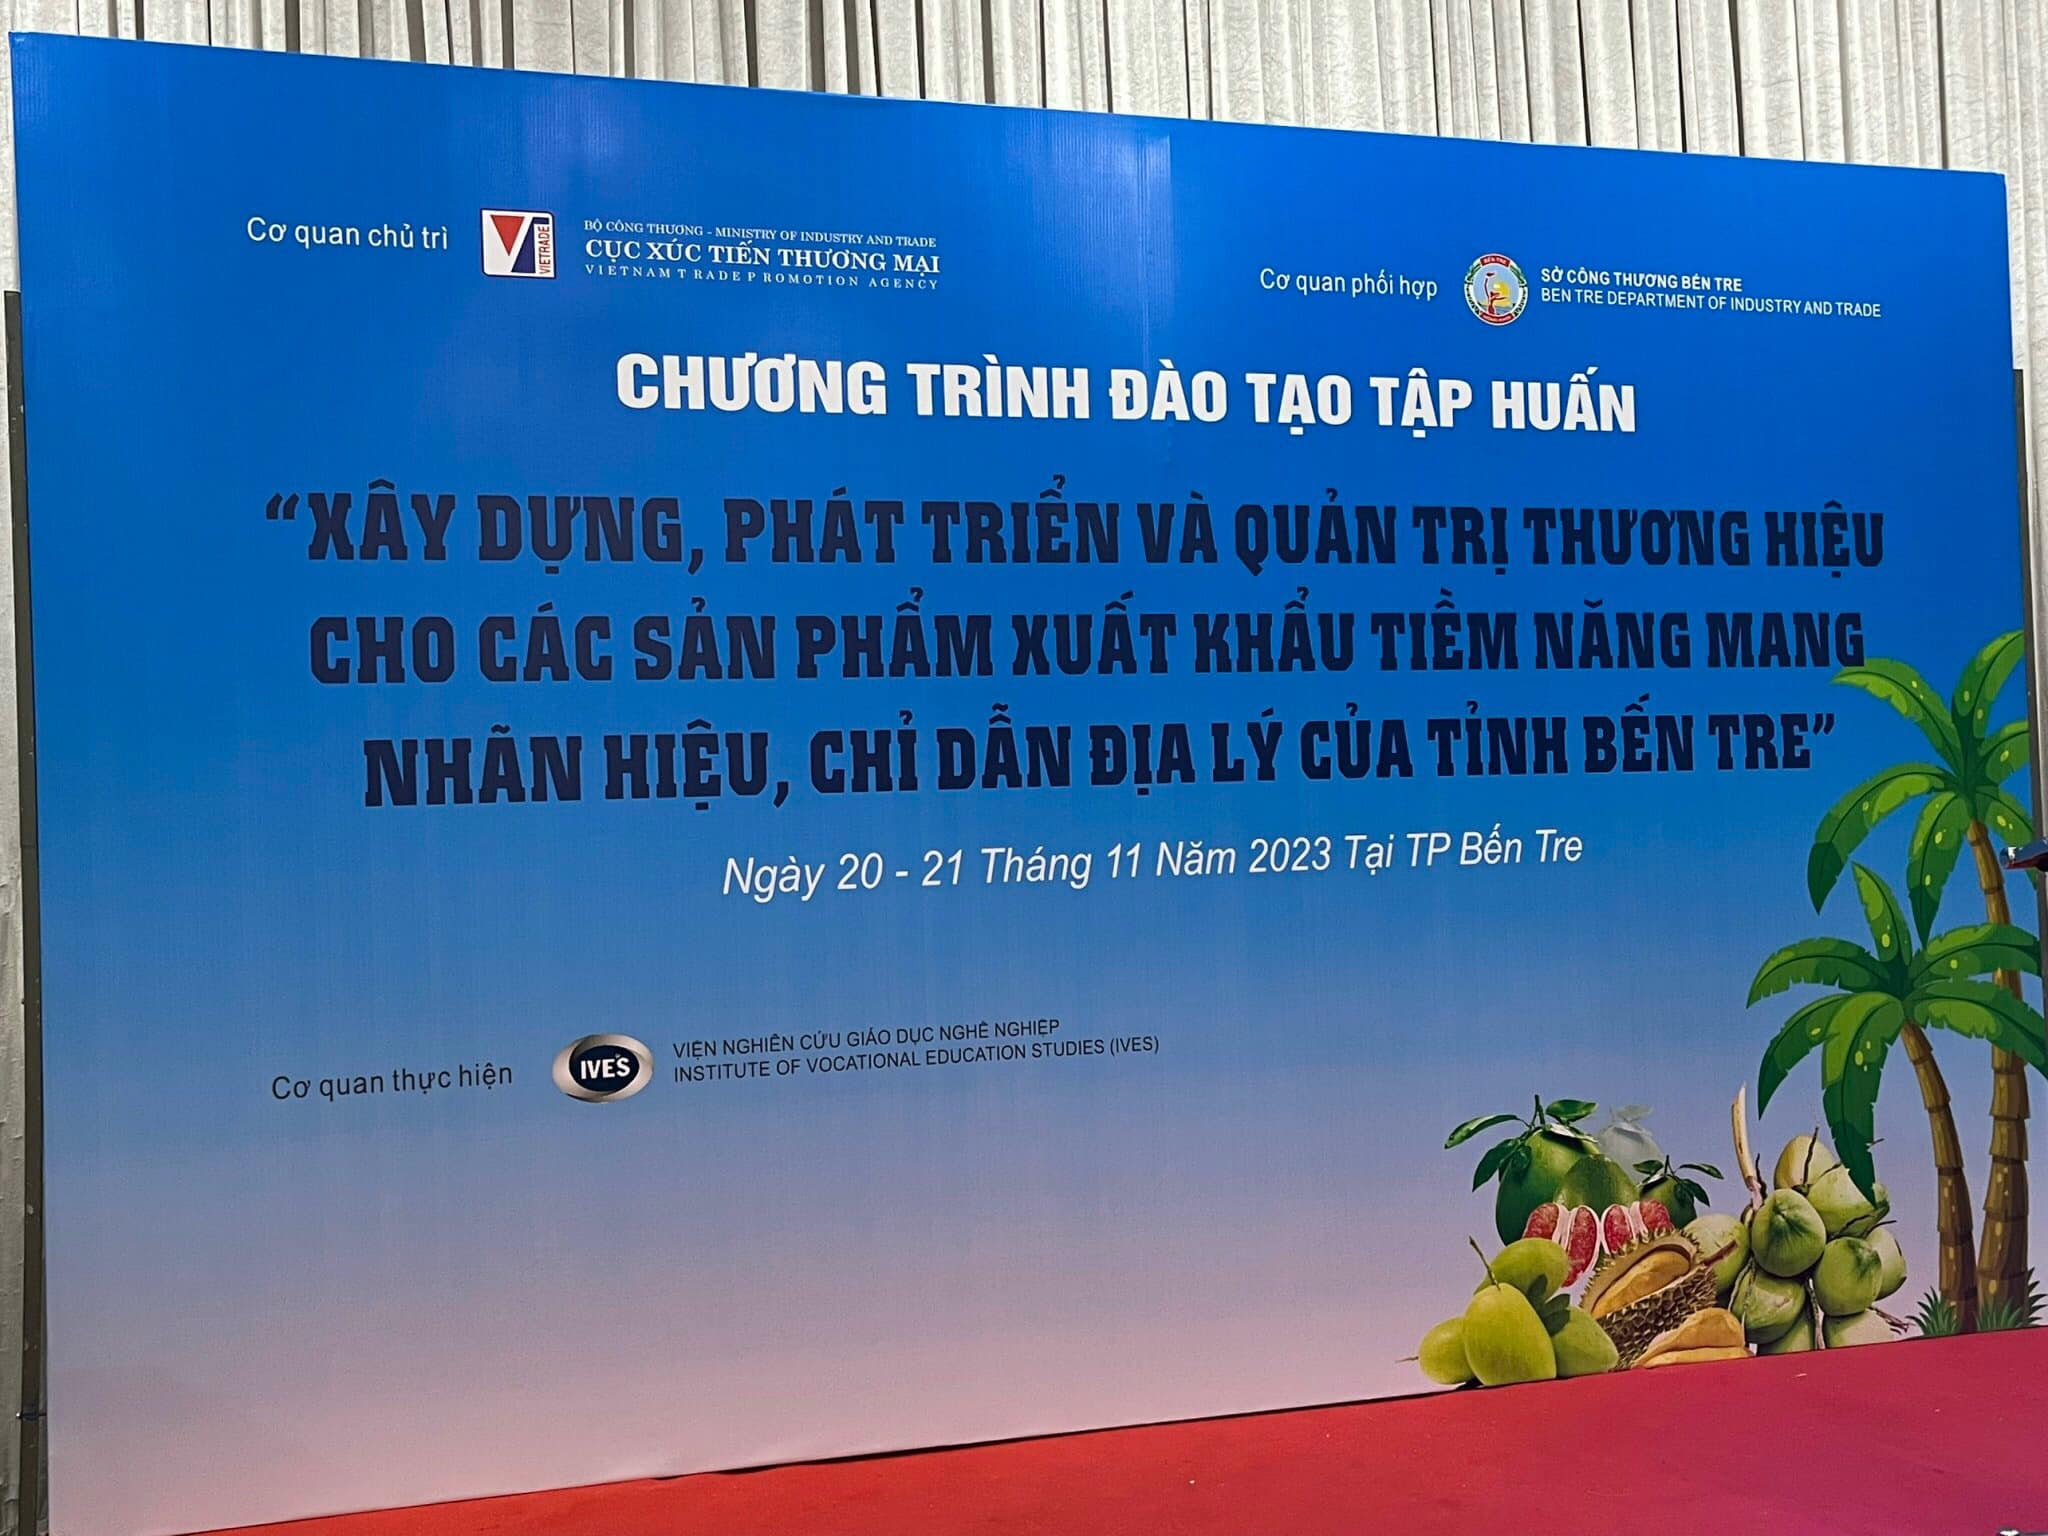 Cơ quan chủ trì
VIETRADE
BỘ CÔNG THƯƠNG - MINISTRY OF INDUSTRY AND TRADE
CỤC XÚC TIẾN THƯƠNG MẠI
VIETNAM TRADE PROMOTION AGENCY
Cơ quan phối hợp
BẾN TRE
SỞ CÔNG THƯƠNG BẾN TRE
BEN TRE DEPARTMENT OF INDUSTRY AND TRADE
CHƯƠNG TRÌNH ĐÀO TẠO TẬP HUẤN
“XÂY DỰNG, PHÁT TRIỂN VÀ QUẢN TRỊ THƯƠNG HIỆU
CHO CÁC SẢN PHẨM XUẤT KHẨU TIỀM NĂNG MANG
NHÃN HIỆU, CHỈ DẪN ĐỊA LÝ CỦA TỈNH BẾN TRE”
Ngày 20 - 21 Tháng 11 Năm 2023 Tại TP Bến Tre
Cơ quan thực hiện
IVES
VIỆN NGHIÊN CỨU GIÁO DỤC NGHỀ NGHIỆP
INSTITUTE OF VOCATIONAL EDUCATION STUDIES (IVES)